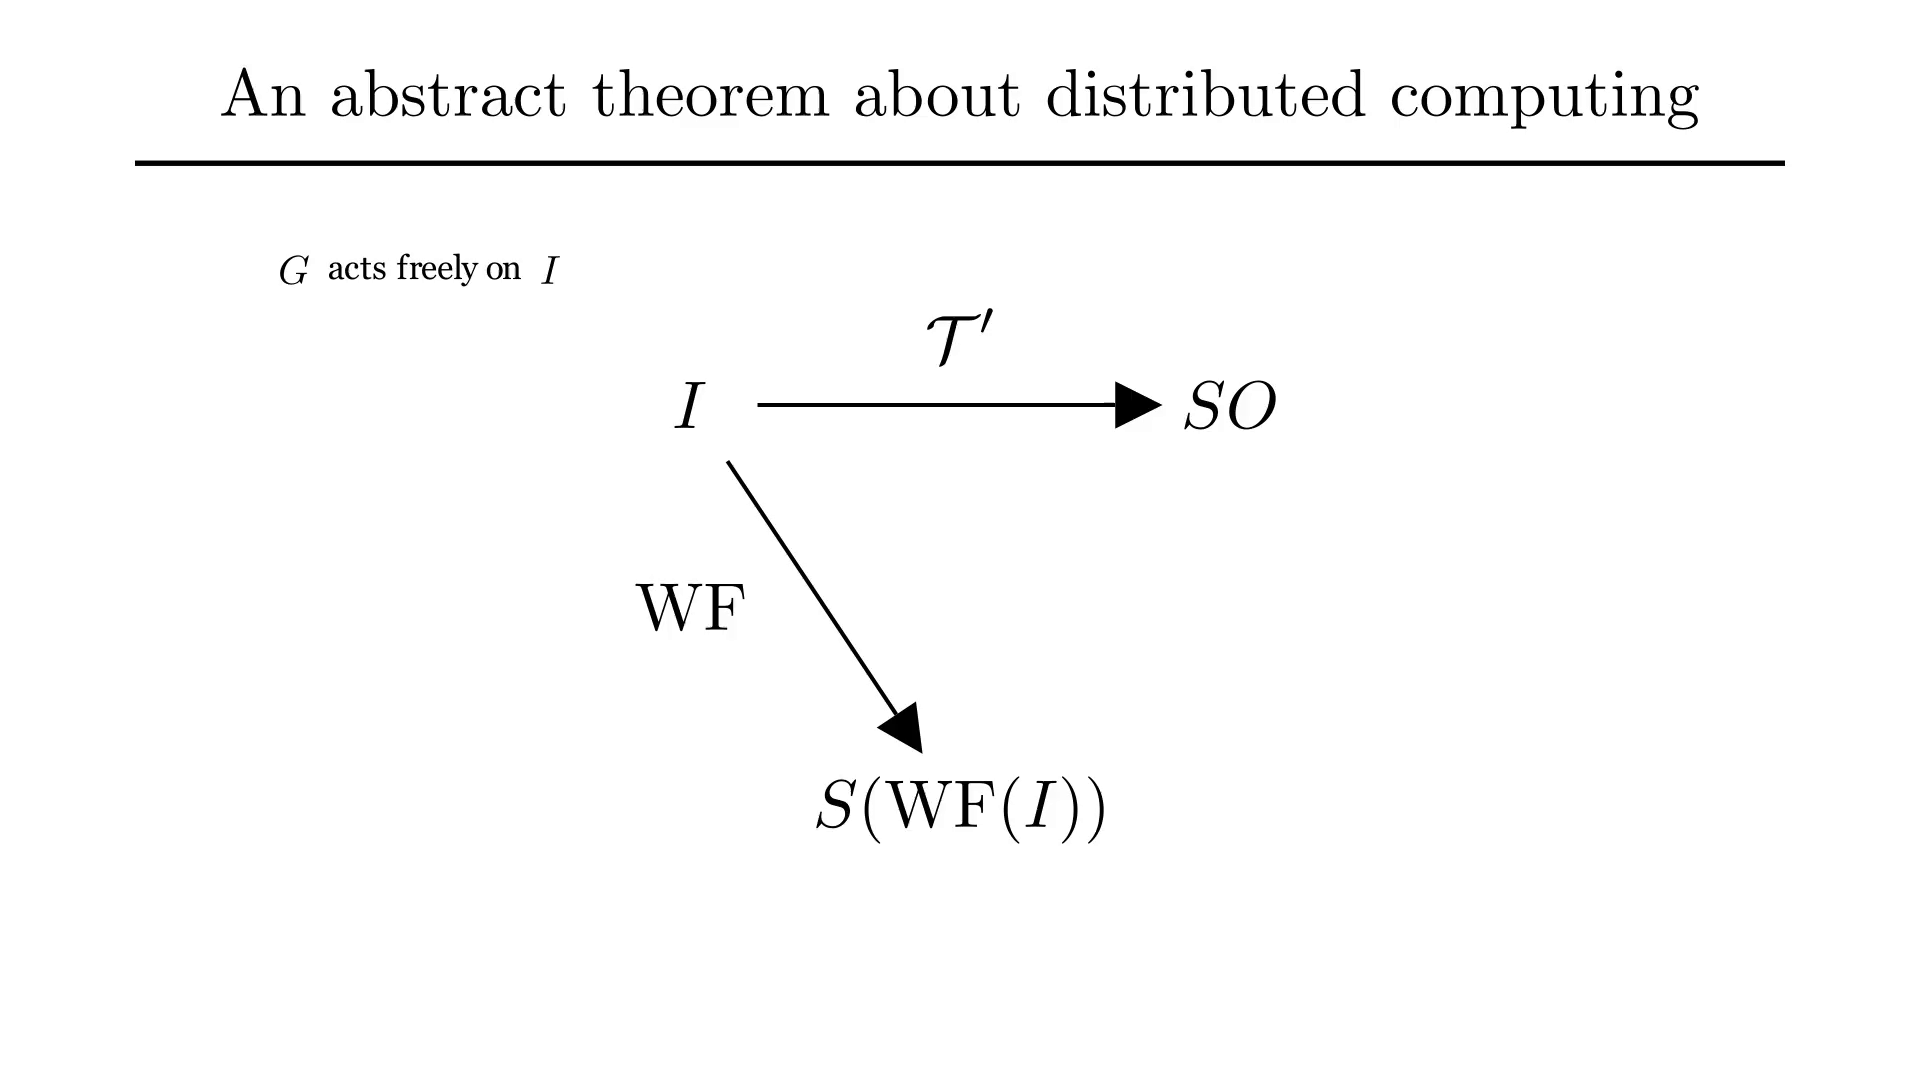 An abstract theorem about distributed computing
G acts freely on I
𝒯′
I
SO
WF
S(WF(I))